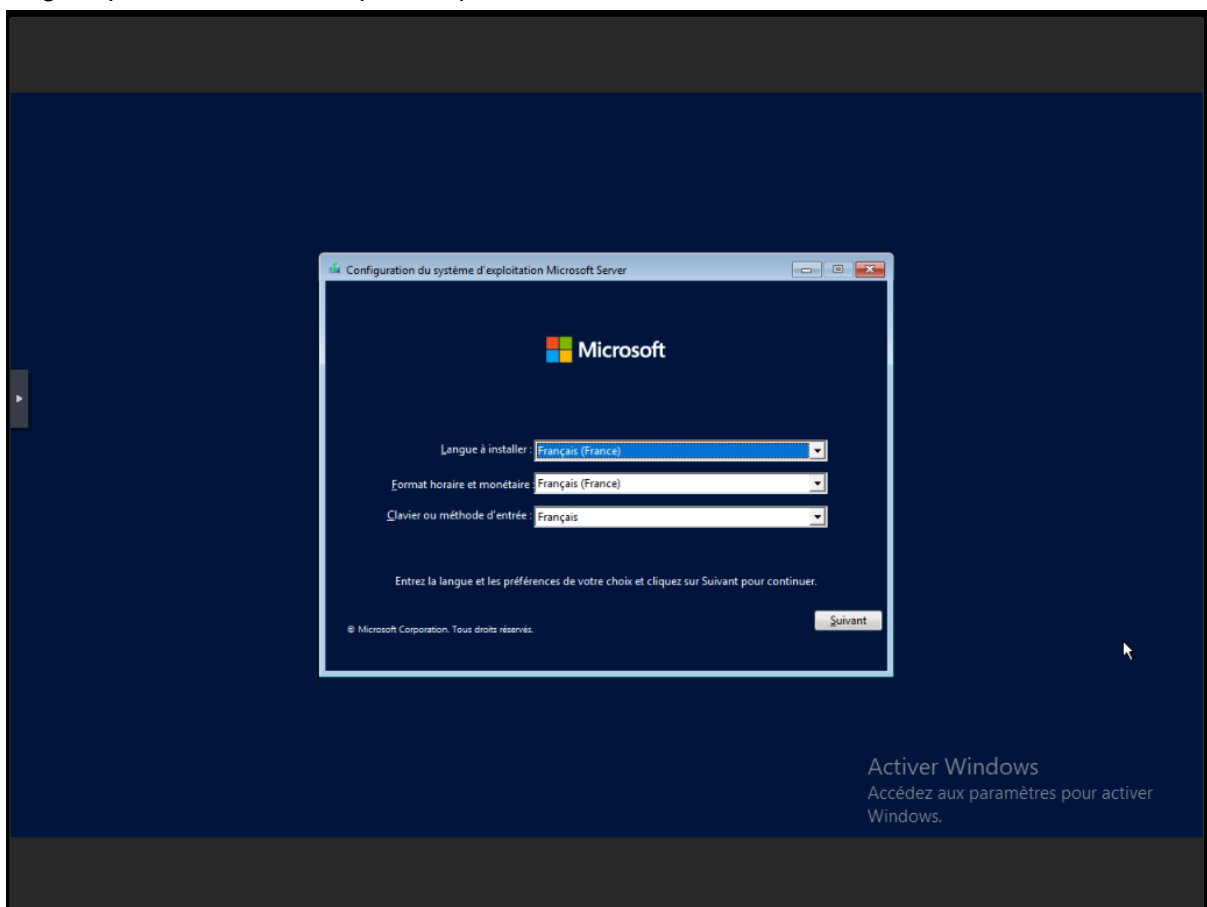 Configuration du système d'exploitation Microsoft Server
Microsoft
Langue à installer : Français (France)
Format horaire et monétaire : Français (France)
Clavier ou méthode d'entrée : Français
Entrez la langue et les préférences de votre choix et cliquez sur Suivant pour continuer.
Suivant
© Microsoft Corporation. Tous droits réservés.
Activer Windows
Accédez aux paramètres pour activer
Windows.